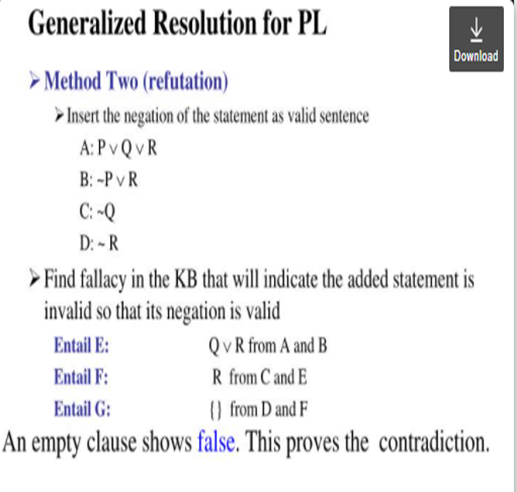 Generalized Resolution for PL
Download
➢ Method Two (refutation)
➢ Insert the negation of the statement as valid sentence
A: P ∨ Q ∨ R
B: ~P ∨ R
C: ~Q
D: ~ R
➢ Find fallacy in the KB that will indicate the added statement is
invalid so that its negation is valid
Entail E: Q ∨ R from A and B
Entail F: R from C and E
Entail G: {} from D and F
An empty clause shows false. This proves the contradiction.